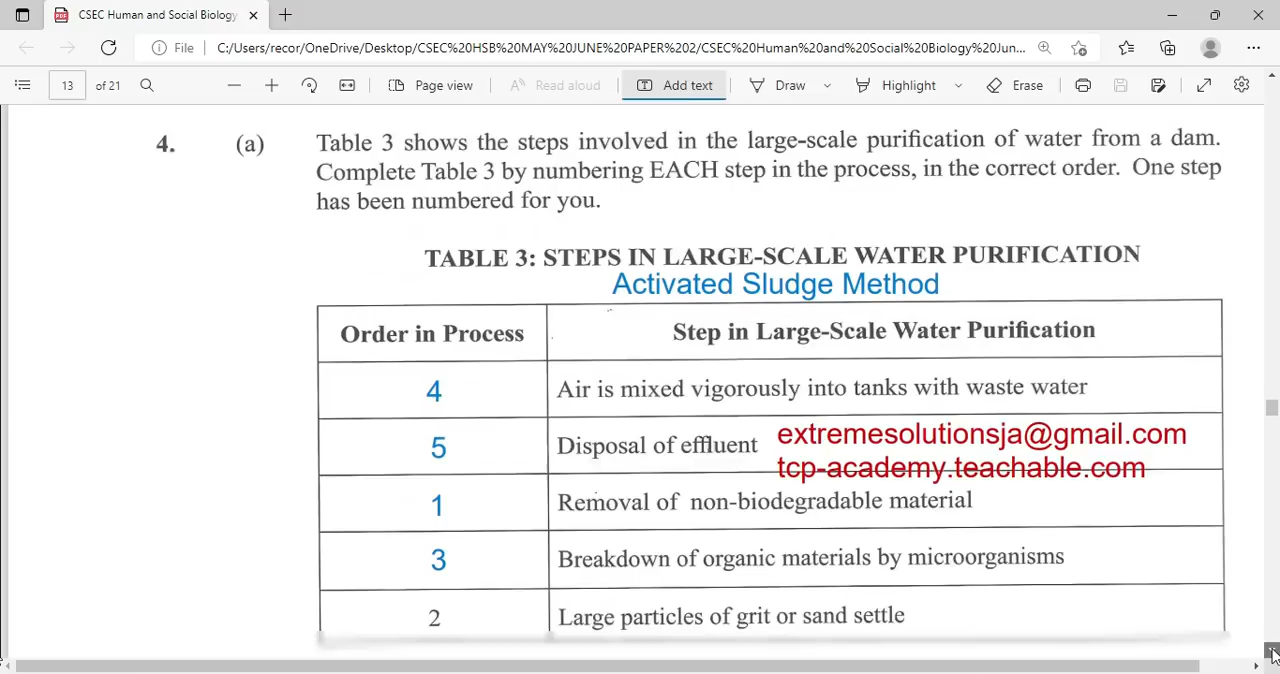 CSEC Human and Social Biology
File C:/Users/recor/OneDrive/Desktop/CSEC%20HSB%20MAY%20JUNE%20PAPER%202/CSEC%20Human%20and%20Social%20Biology%20Jun...
13 of 21 Page view Read aloud Add text Draw Highlight Erase
4. (a) Table 3 shows the steps involved in the large-scale purification of water from a dam.
Complete Table 3 by numbering EACH step in the process, in the correct order. One step
has been numbered for you.
TABLE 3: STEPS IN LARGE-SCALE WATER PURIFICATION
Activated Sludge Method
Order in Process Step in Large-Scale Water Purification
4 Air is mixed vigorously into tanks with waste water
5 Disposal of effluent extremesolutionsja@gmail.com
tcp-academy.teachable.com
1 Removal of non-biodegradable material
3 Breakdown of organic materials by microorganisms
2 Large particles of grit or sand settle